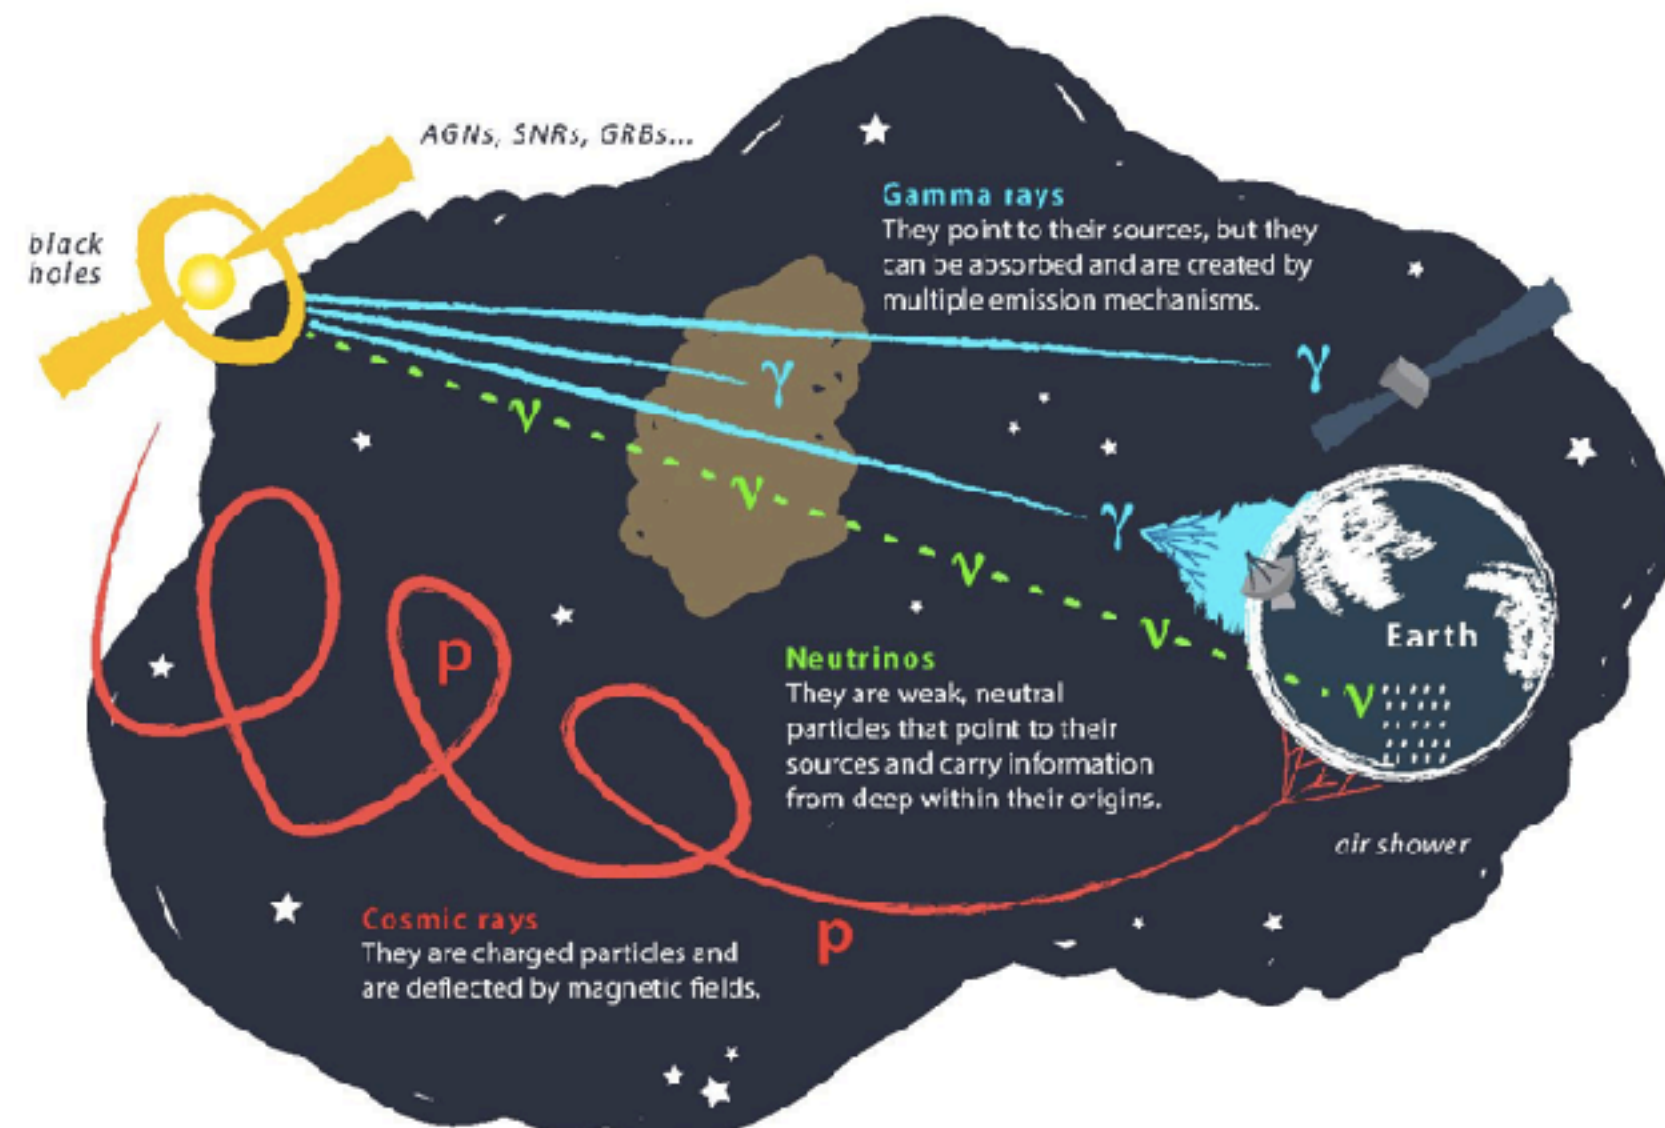 AGNs, SNRs, GRBs...
black
holes
Gamma rays
They point to their sources, but they
can be absorbed and are created by
multiple emission mechanisms.
γ
γ
ν
ν
γ
ν
ν
Earth
ν
p
Neutrinos
They are weak, neutral
particles that point to their
sources and carry information
from deep within their origins.
air shower
Cosmic rays
They are charged particles and
are deflected by magnetic fields.
p